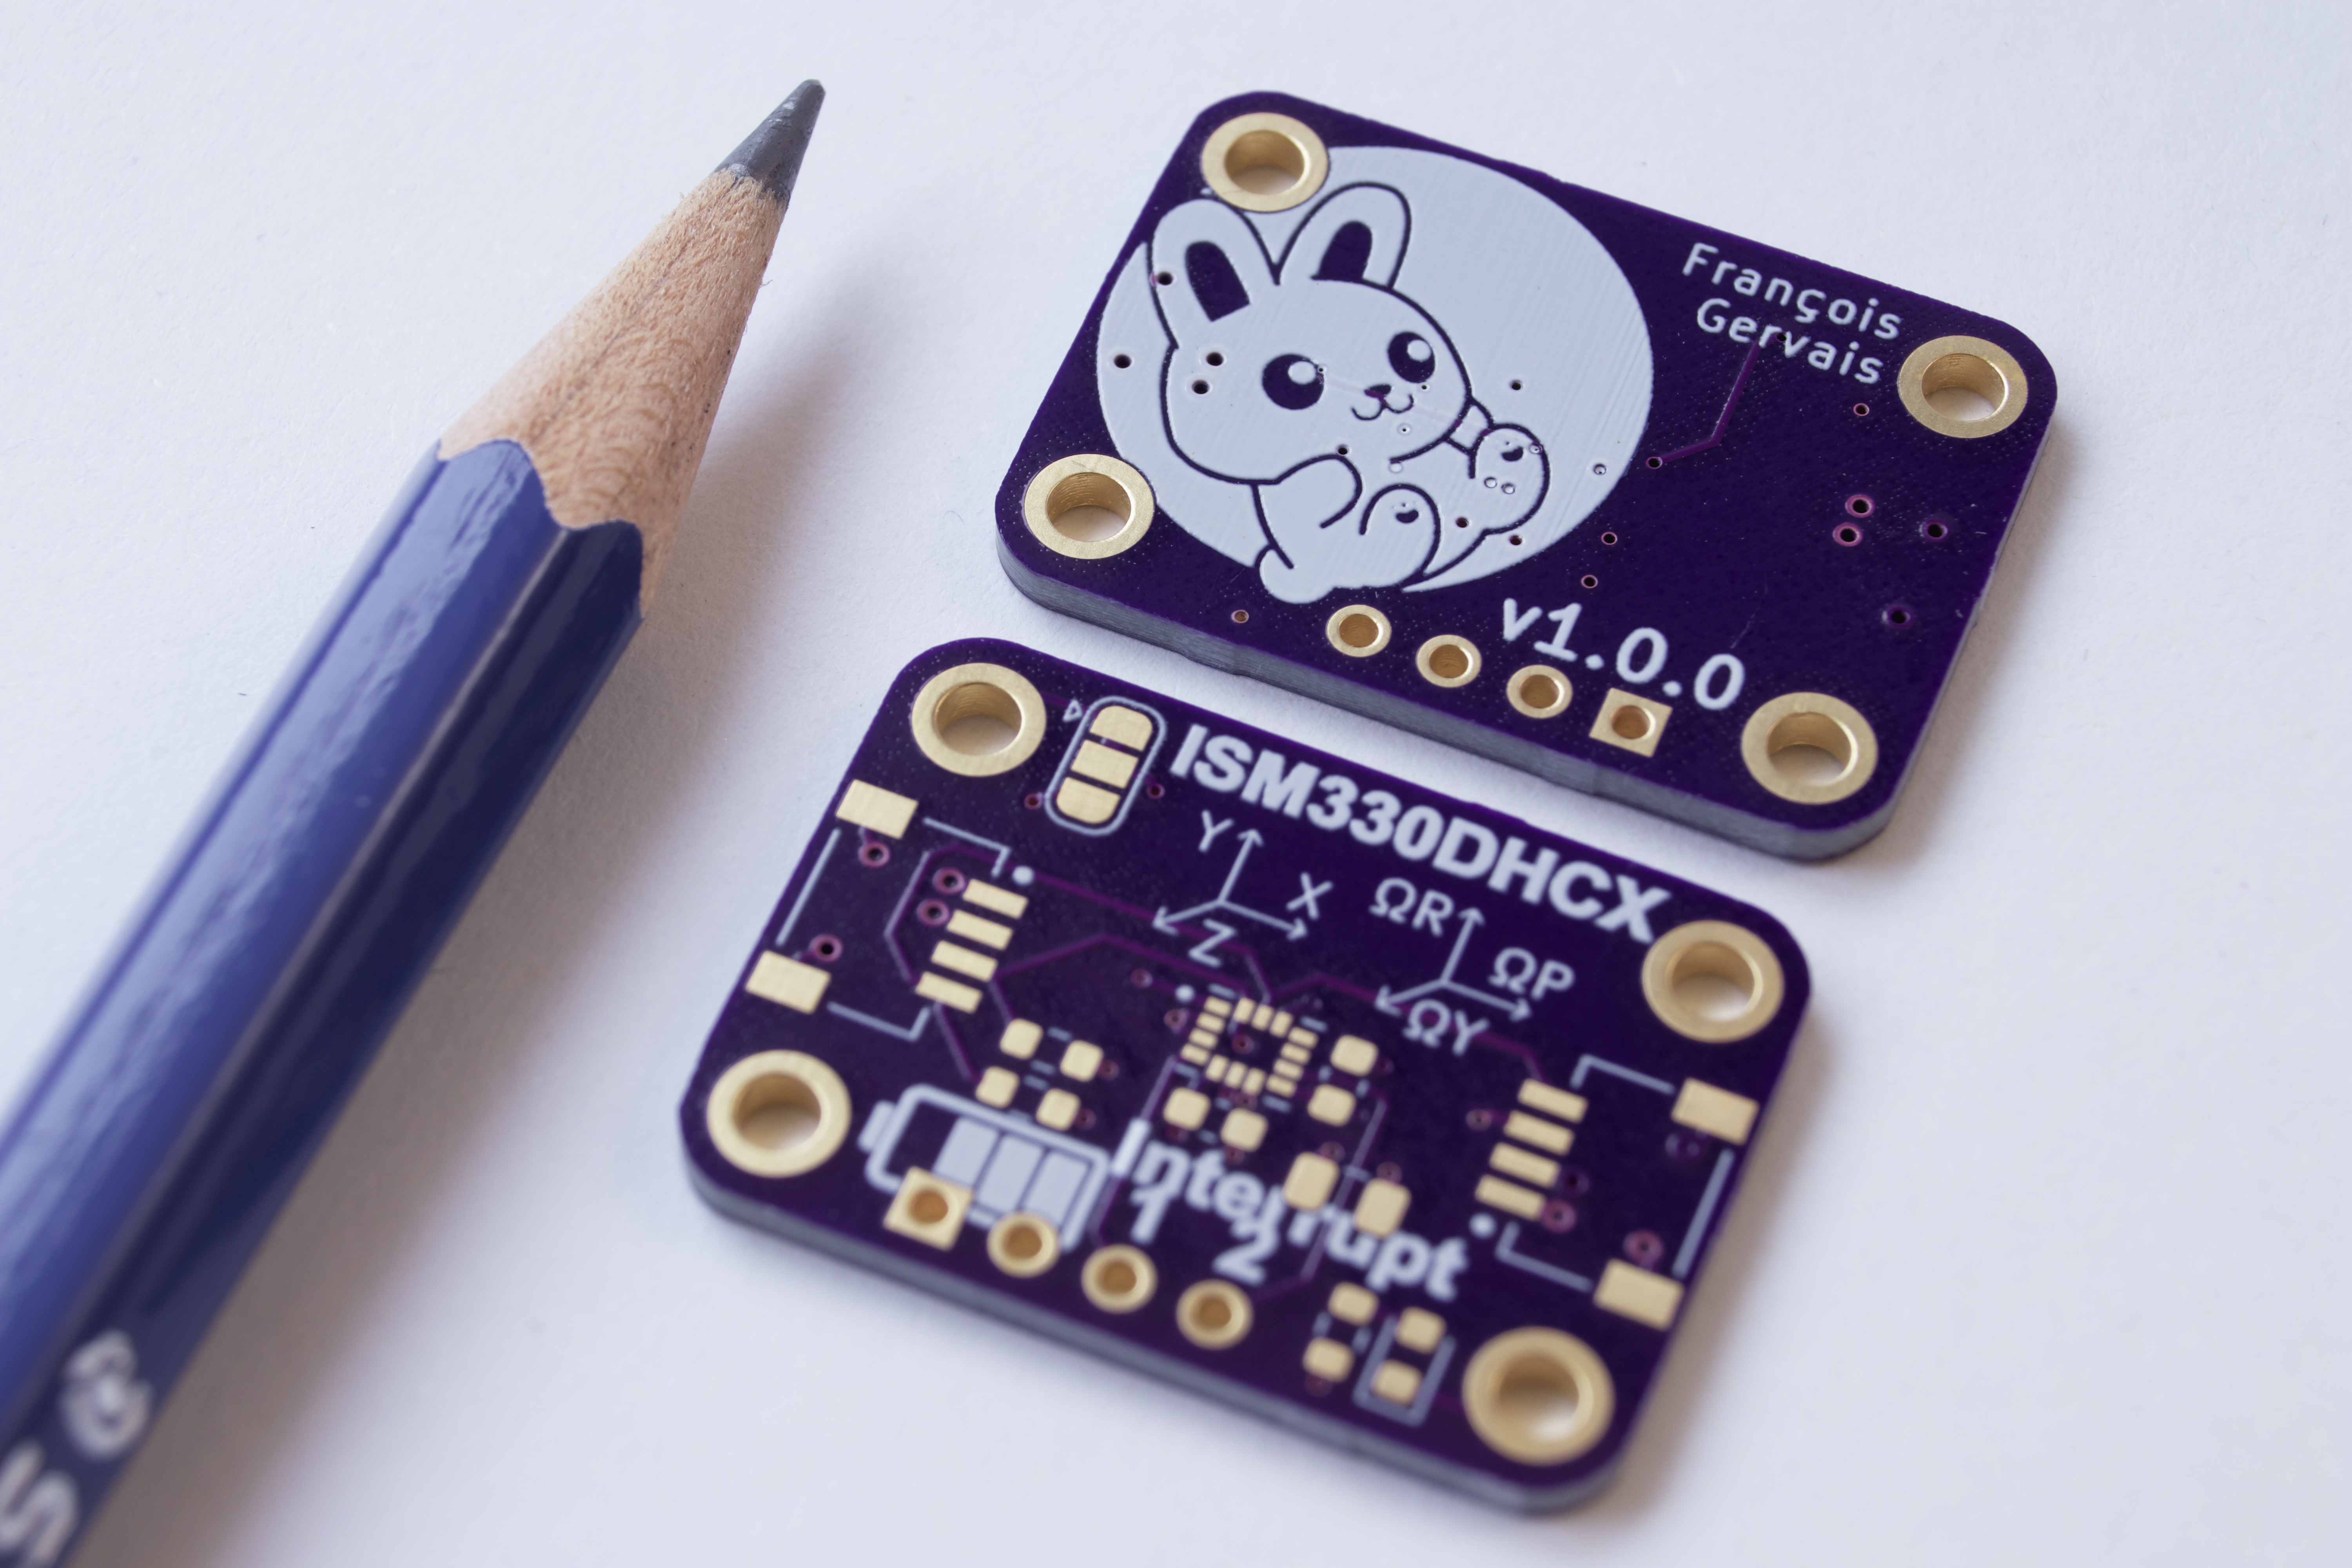 François
Gervais
v1.0.0
ISM330DHCX
Y
X
Z
ΩR
ΩP
ΩY
Interrupt
1 2
S